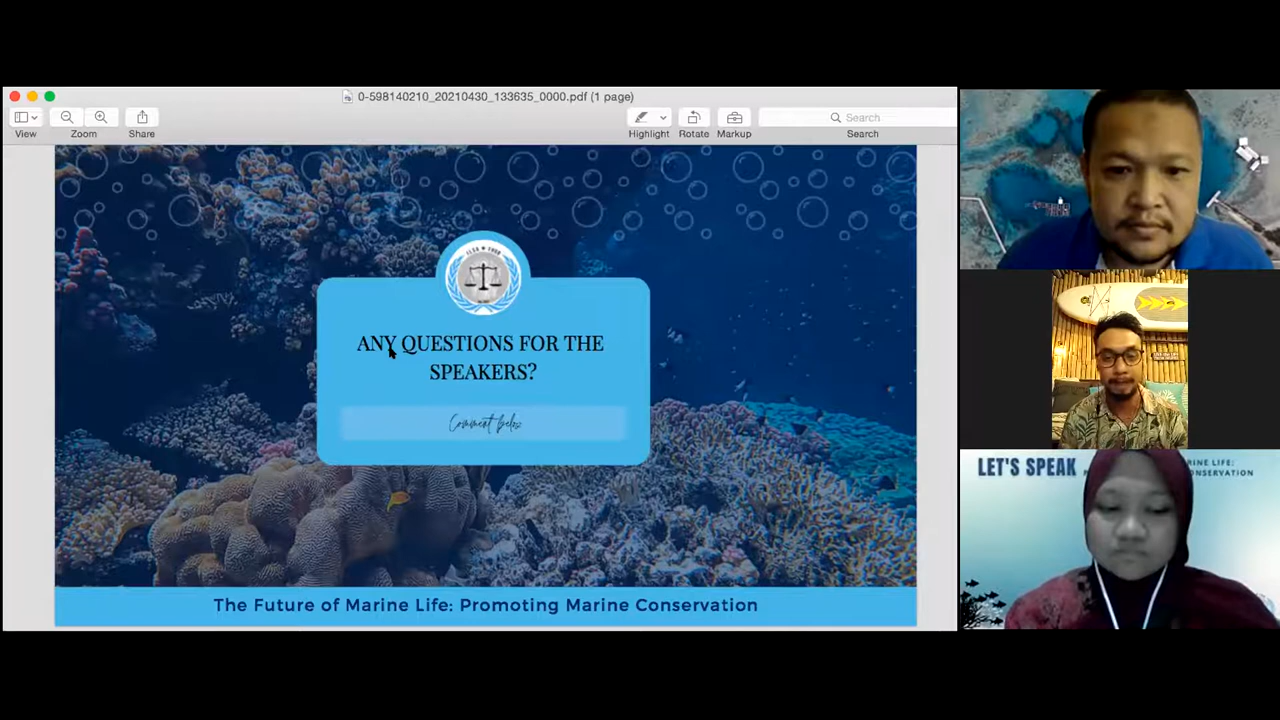 0-598140210_20210430_133635_0000.pdf (1 page)
View
Zoom
Share
Highlight
Rotate
Markup
Search
Search
ANY QUESTIONS FOR THE
SPEAKERS?
Comment below
The Future of Marine Life: Promoting Marine Conservation
LET'S SPEAK
RINE LIFE:
ONSERVATION